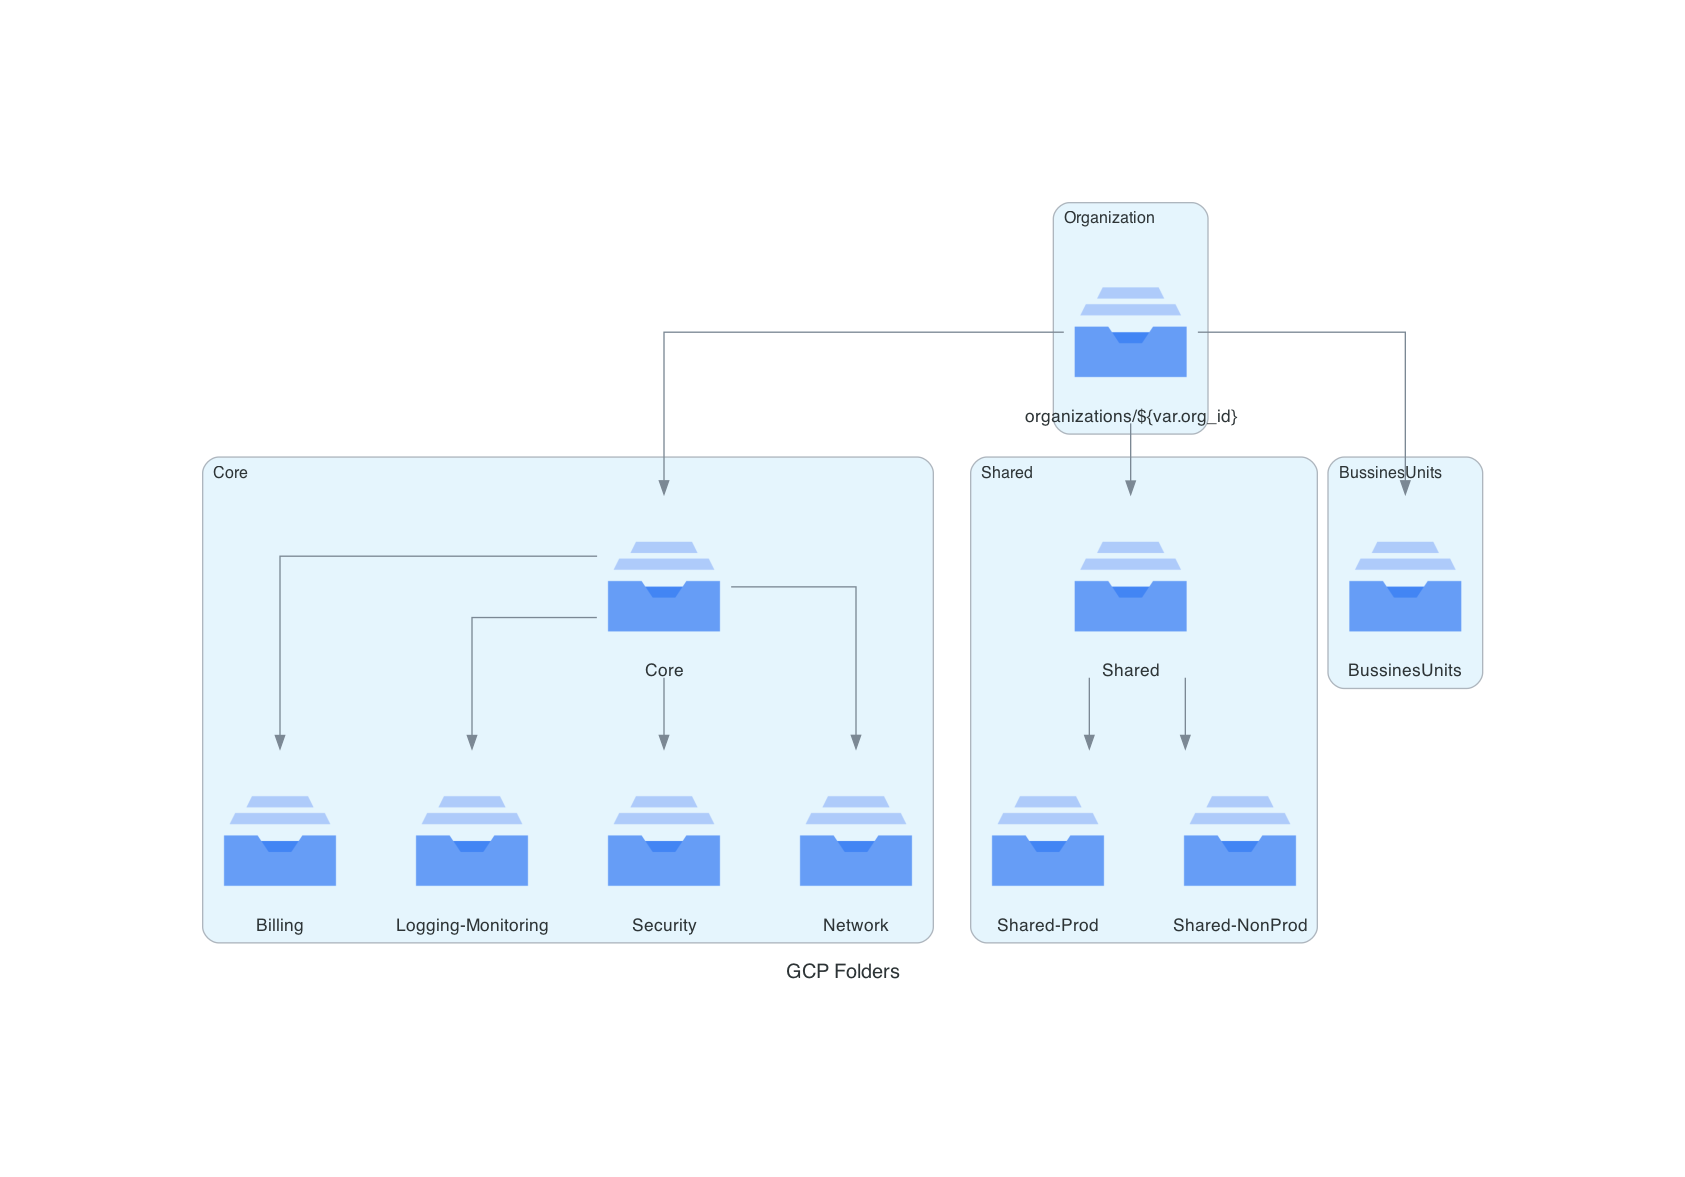 Organization
organizations/${var.org_id}
Core
Shared
BussinesUnits
Core
Shared
BussinesUnits
Billing
Logging-Monitoring
Security
Network
Shared-Prod
Shared-NonProd
GCP Folders